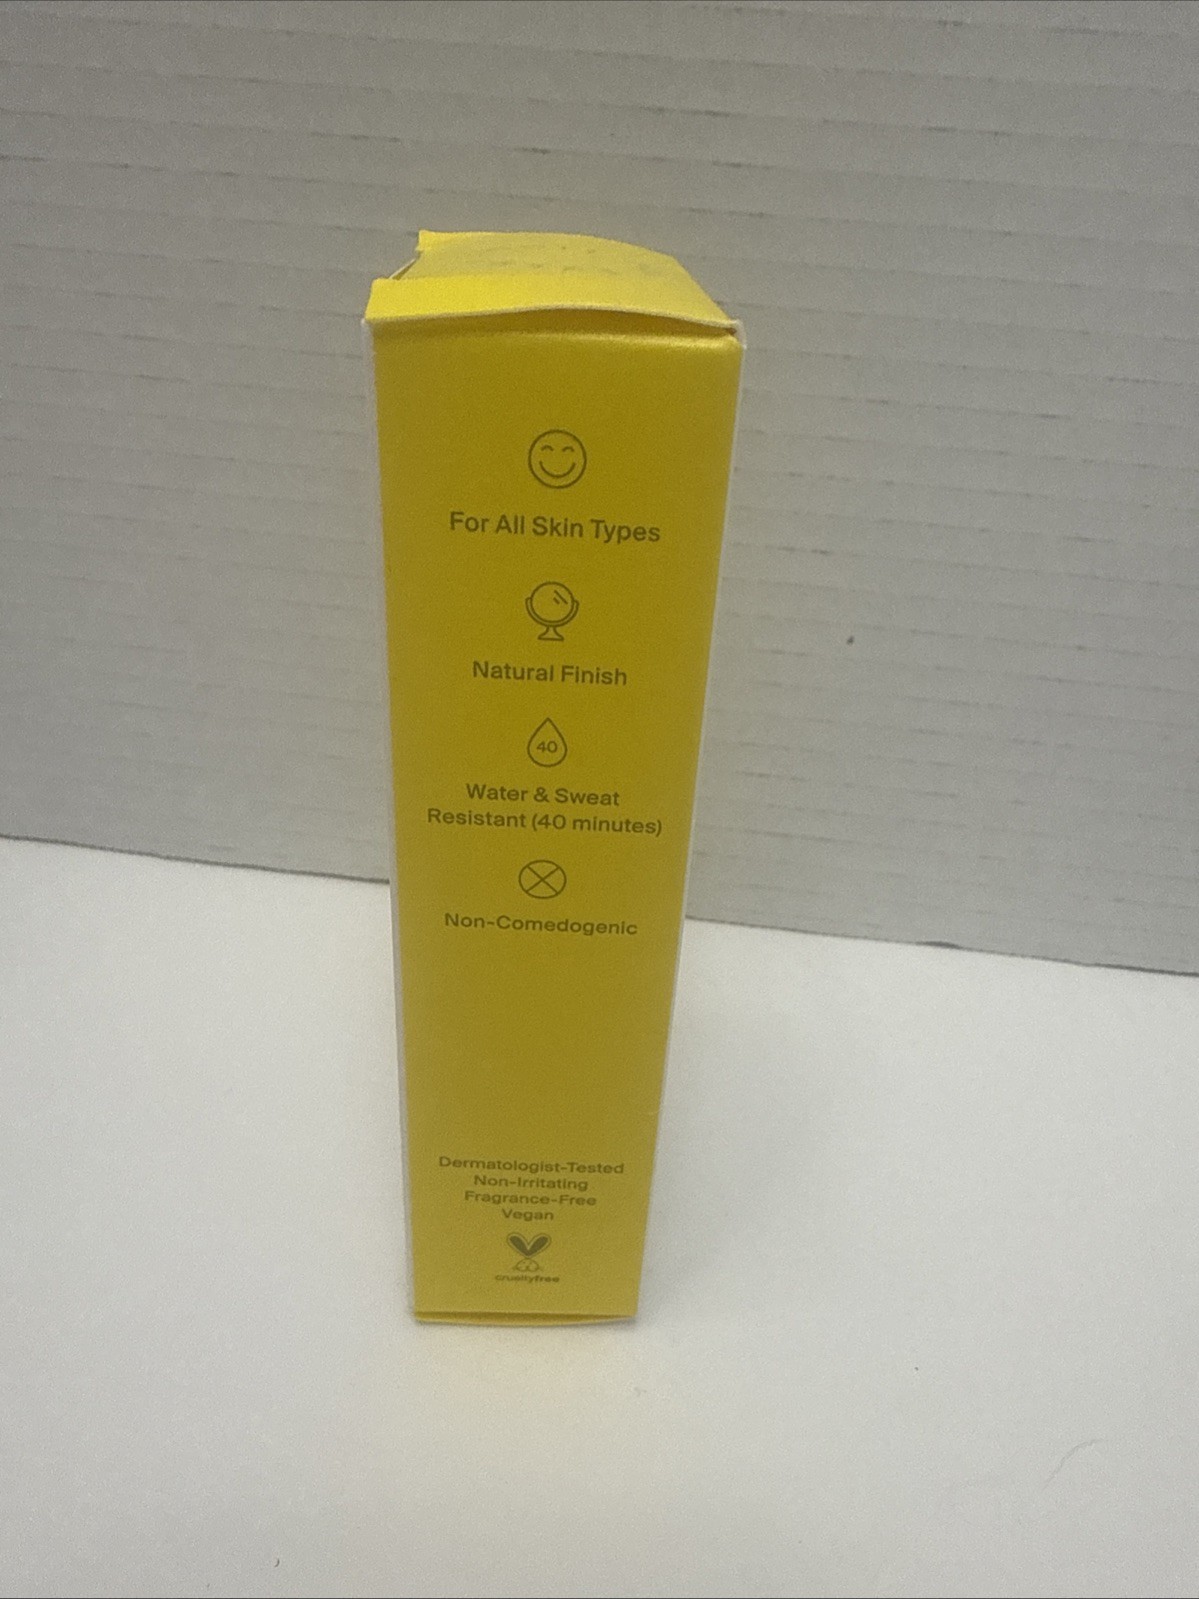 For All Skin Types
Natural Finish
40
Water & Sweat
Resistant (40 minutes)
Non-Comedogenic
Dermatologist-Tested
Non-Irritating
Fragrance-Free
Vegan
crueltyfree